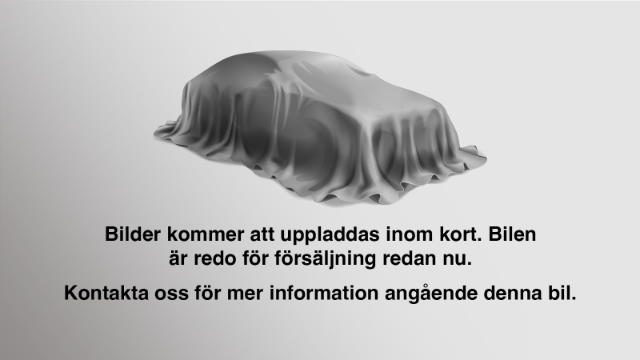 Bilder kommer att uppladdas inom kort. Bilen
är redo för försäljning redan nu.
Kontakta oss för mer information angående denna bil.